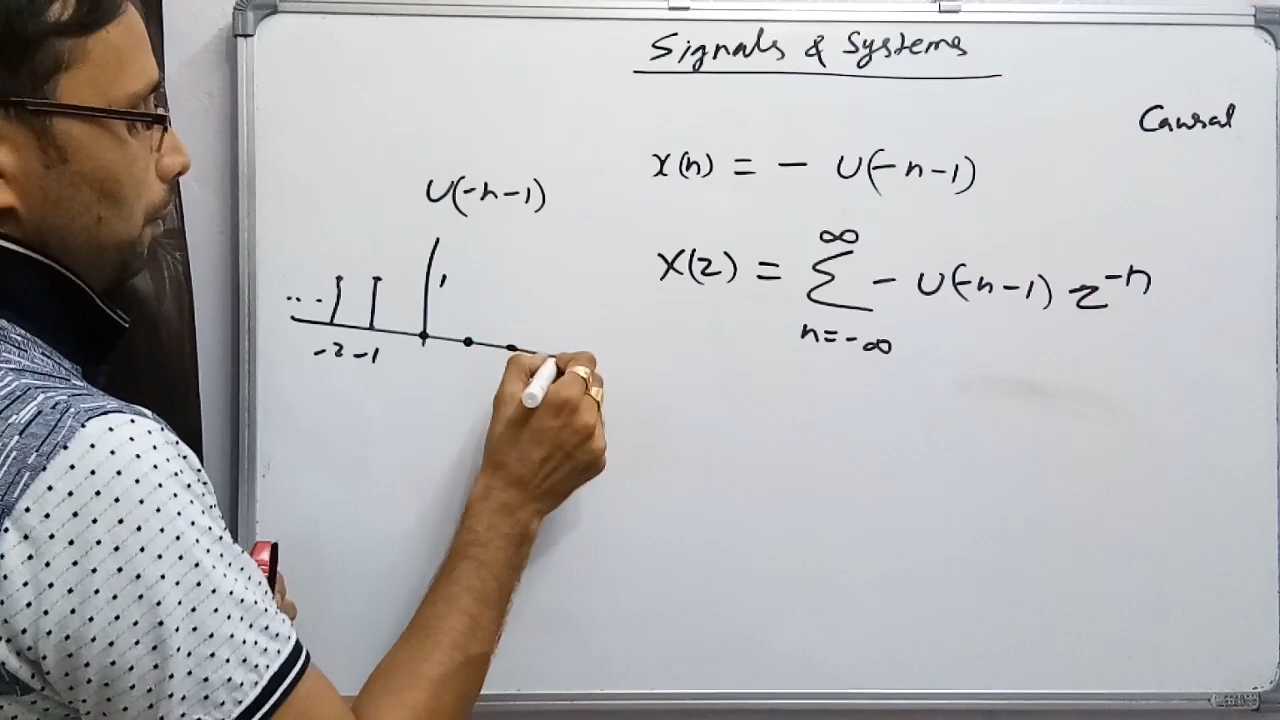 Signals & Systems
Causal
x(n) = - U(-n-1)
U(-n-1)
X(z) = ∞ Σ n=-∞ - U(-n-1) z^-n
1
...
-2 -1